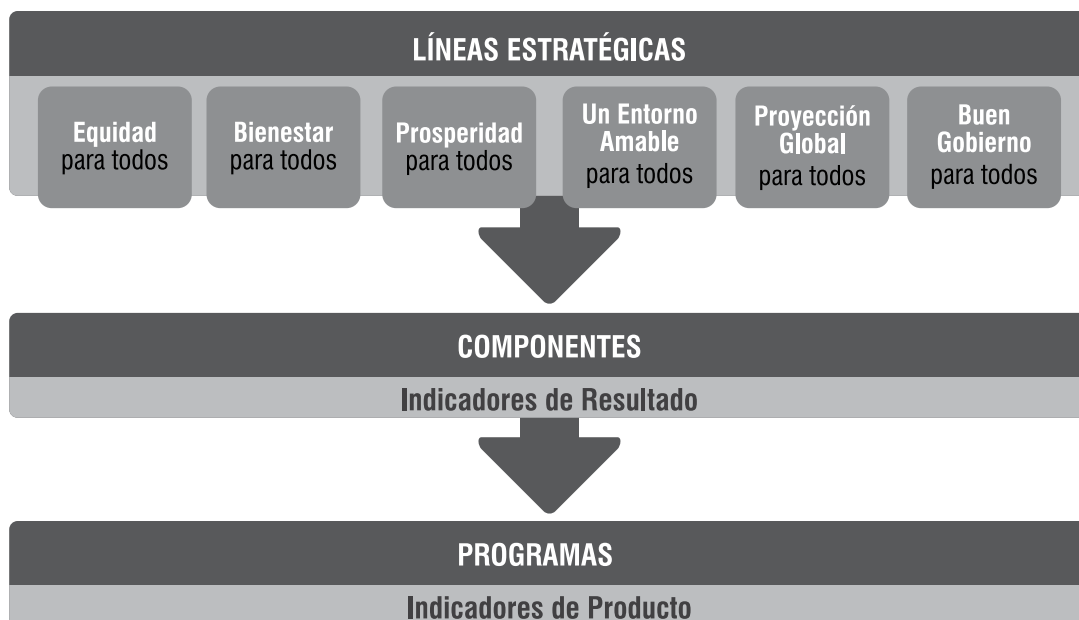 LÍNEAS ESTRATÉGICAS
Equidad
para todos
Bienestar
para todos
Prosperidad
para todos
Un Entorno
Amable
para todos
Proyección
Global
para todos
Buen
Gobierno
para todos
COMPONENTES
Indicadores de Resultado
PROGRAMAS
Indicadores de Producto